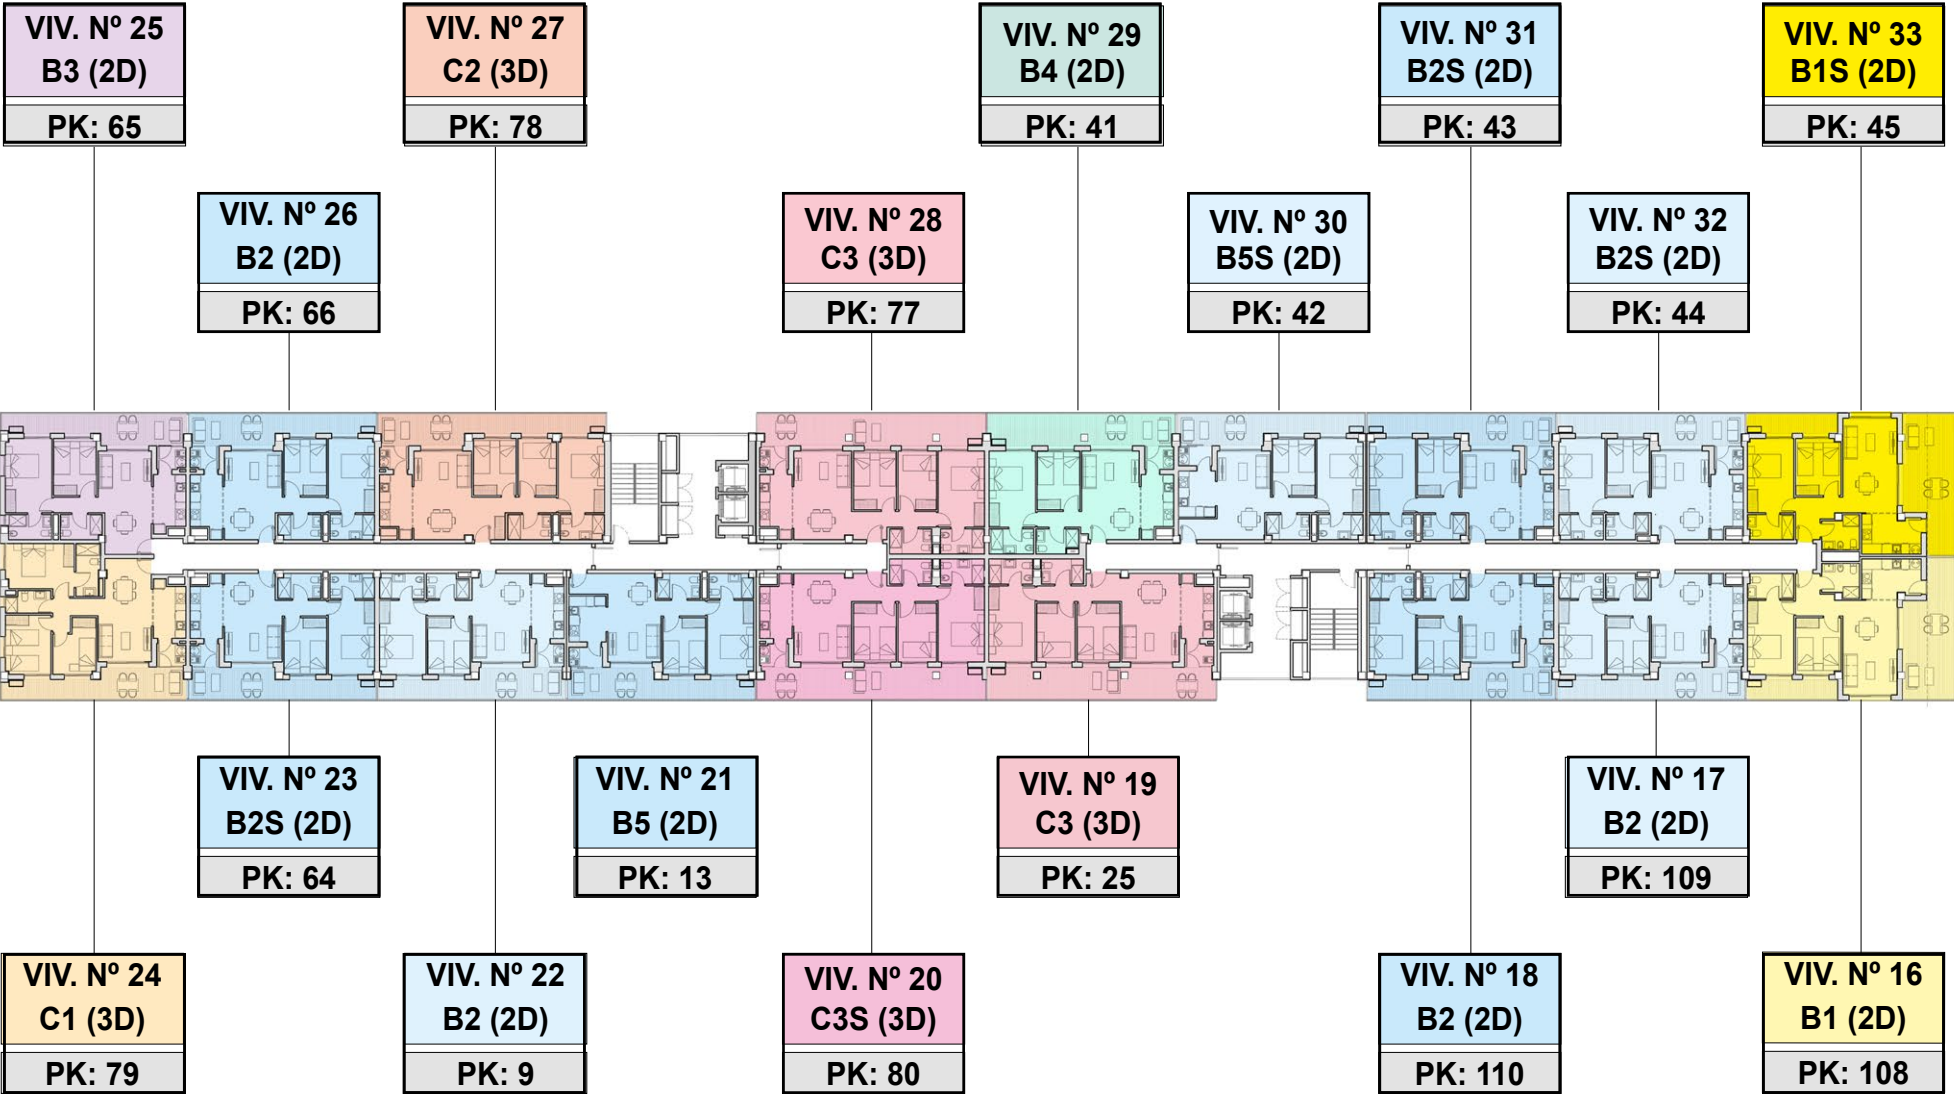 VIV. Nº 25
B3 (2D)
PK: 65
VIV. Nº 27
C2 (3D)
PK: 78
VIV. Nº 29
B4 (2D)
PK: 41
VIV. Nº 31
B2S (2D)
PK: 43
VIV. Nº 33
B1S (2D)
PK: 45
VIV. Nº 26
B2 (2D)
PK: 66
VIV. Nº 28
C3 (3D)
PK: 77
VIV. Nº 30
B5S (2D)
PK: 42
VIV. Nº 32
B2S (2D)
PK: 44
VIV. Nº 23
B2S (2D)
PK: 64
VIV. Nº 21
B5 (2D)
PK: 13
VIV. Nº 19
C3 (3D)
PK: 25
VIV. Nº 17
B2 (2D)
PK: 109
VIV. Nº 24
C1 (3D)
PK: 79
VIV. Nº 22
B2 (2D)
PK: 9
VIV. Nº 20
C3S (3D)
PK: 80
VIV. Nº 18
B2 (2D)
PK: 110
VIV. Nº 16
B1 (2D)
PK: 108